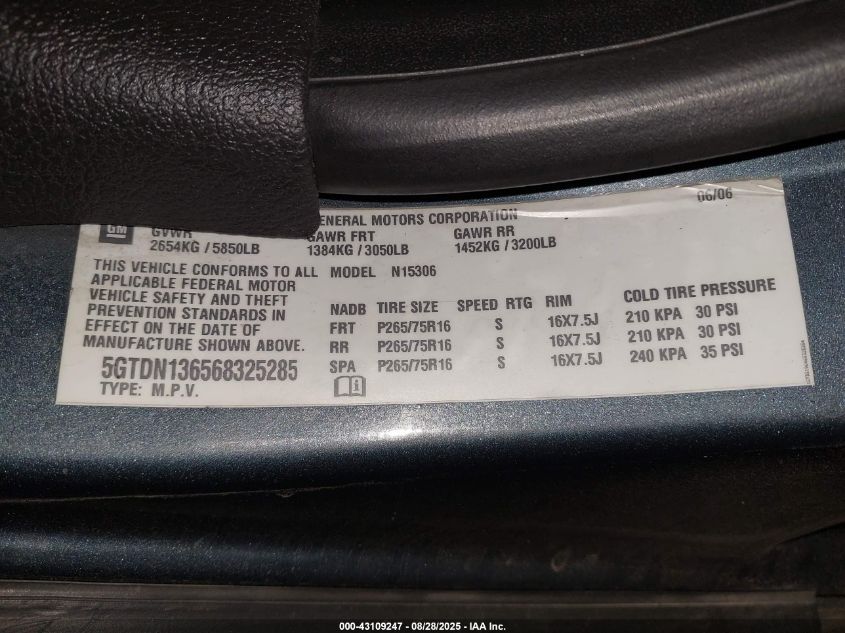 06/06
GM GENERAL MOTORS CORPORATION
GVWR GAWR FRT GAWR RR
2654KG / 5850LB 1384KG / 3050LB 1452KG / 3200LB
THIS VEHICLE CONFORMS TO ALL
APPLICABLE FEDERAL MOTOR
VEHICLE SAFETY AND THEFT
PREVENTION STANDARDS IN
EFFECT ON THE DATE OF
MANUFACTURE SHOWN ABOVE.
5GTDN136568325285
TYPE: M.P.V.
MODEL N15306
NADB TIRE SIZE SPEED RTG RIM COLD TIRE PRESSURE
FRT P265/75R16 S 16X7.5J 210 KPA 30 PSI
RR P265/75R16 S 16X7.5J 210 KPA 30 PSI
SPA P265/75R16 S 16X7.5J 240 KPA 35 PSI
000-43109247 - 08/28/2025 - IAA Inc.